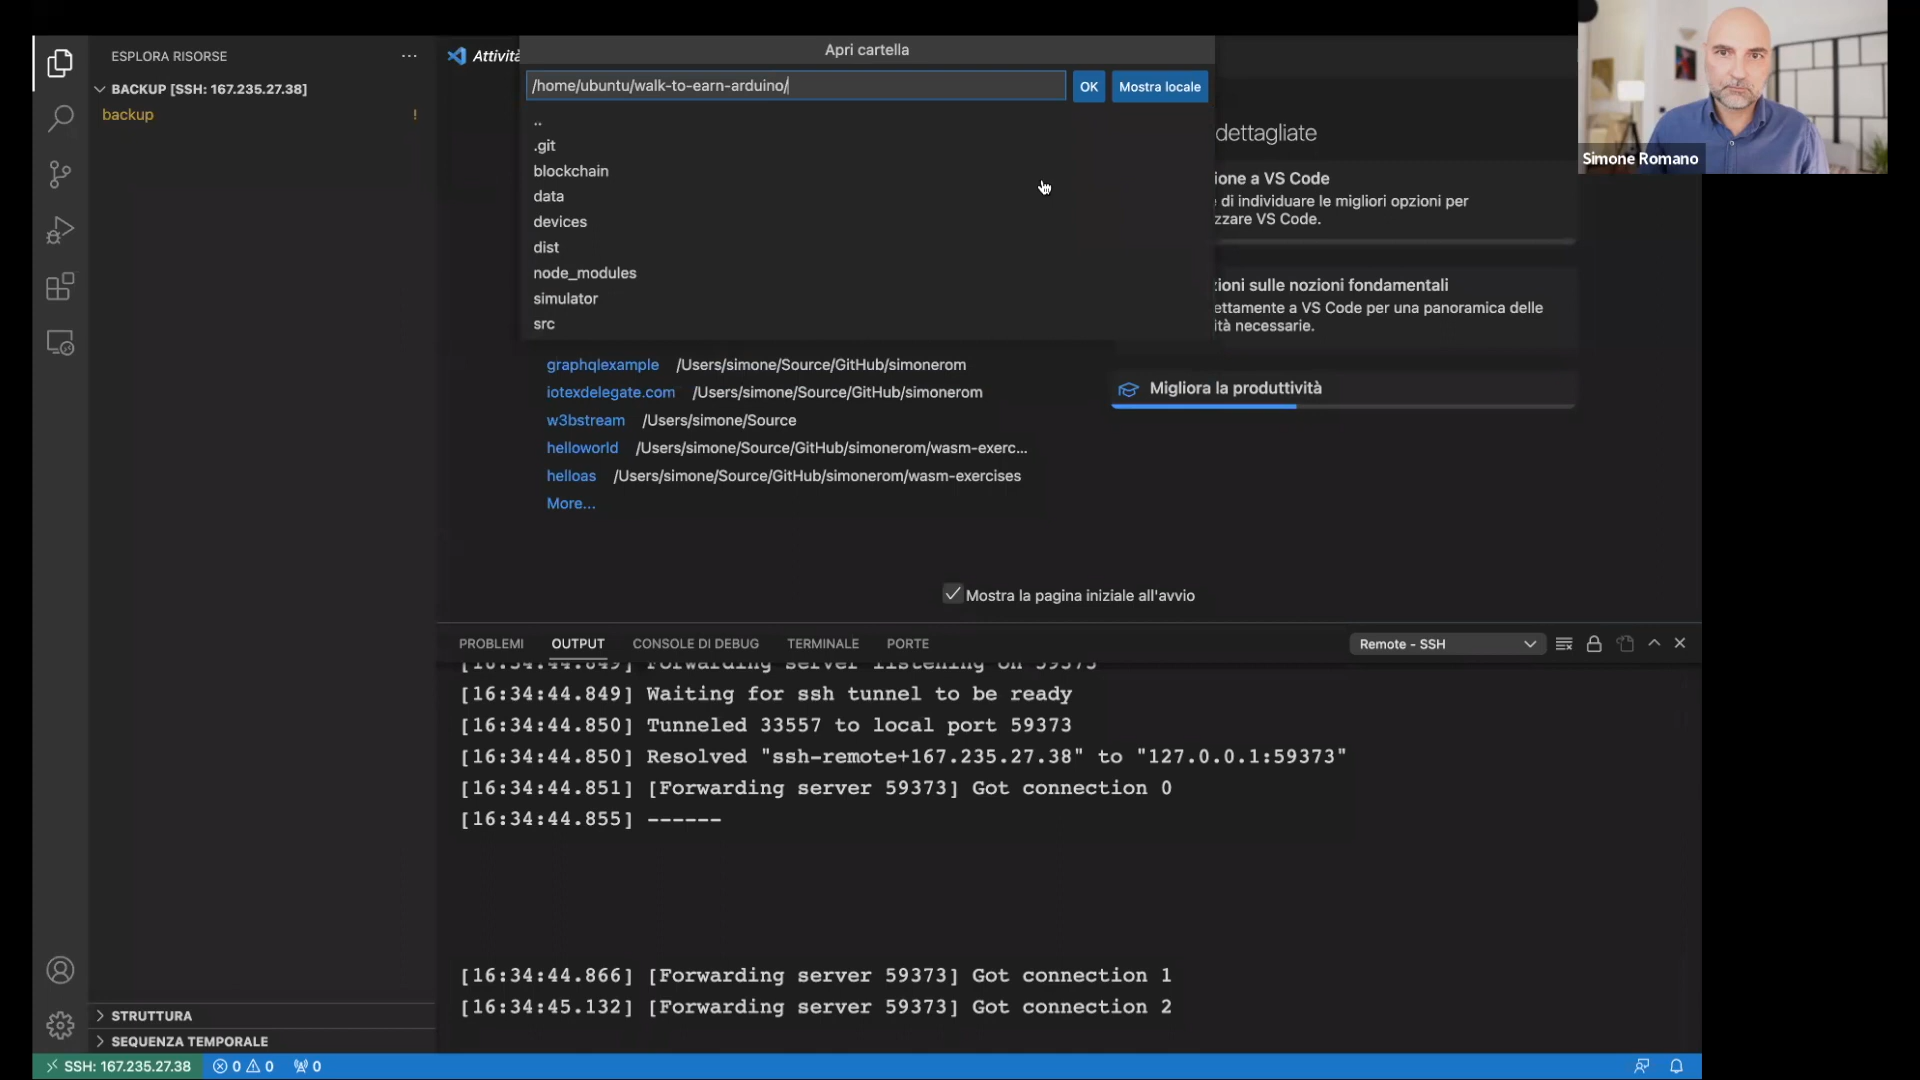 ESPLORA RISORSE
BACKUP [SSH: 167.235.27.38]
backup
!
Attività
Apri cartella
/home/ubuntu/walk-to-earn-arduino/
OK
Mostra locale
..
.git
blockchain
data
devices
dist
node_modules
simulator
src
dettagliate
ione a VS Code
di individuare le migliori opzioni per
zzare VS Code.
ioni sulle nozioni fondamentali
ettamente a VS Code per una panoramica delle
ità necessarie.
Migliora la produttività
graphqlexample /Users/simone/Source/GitHub/simonerom
iotexdelegate.com /Users/simone/Source/GitHub/simonerom
w3bstream /Users/simone/Source
helloworld /Users/simone/Source/GitHub/simonerom/wasm-exerc...
helloas /Users/simone/Source/GitHub/simonerom/wasm-exercises
More...
Mostra la pagina iniziale all'avvio
Simone Romano
PROBLEMI OUTPUT CONSOLE DI DEBUG TERMINALE PORTE
Remote - SSH
[16:34:44.849] Forwarding server listening on 59373
[16:34:44.849] Waiting for ssh tunnel to be ready
[16:34:44.850] Tunneled 33557 to local port 59373
[16:34:44.850] Resolved "ssh-remote+167.235.27.38" to "127.0.0.1:59373"
[16:34:44.851] [Forwarding server 59373] Got connection 0
[16:34:44.855] ------
[16:34:44.866] [Forwarding server 59373] Got connection 1
[16:34:45.132] [Forwarding server 59373] Got connection 2
STRUTTURA
SEQUENZA TEMPORALE
SSH: 167.235.27.38 0 0 0